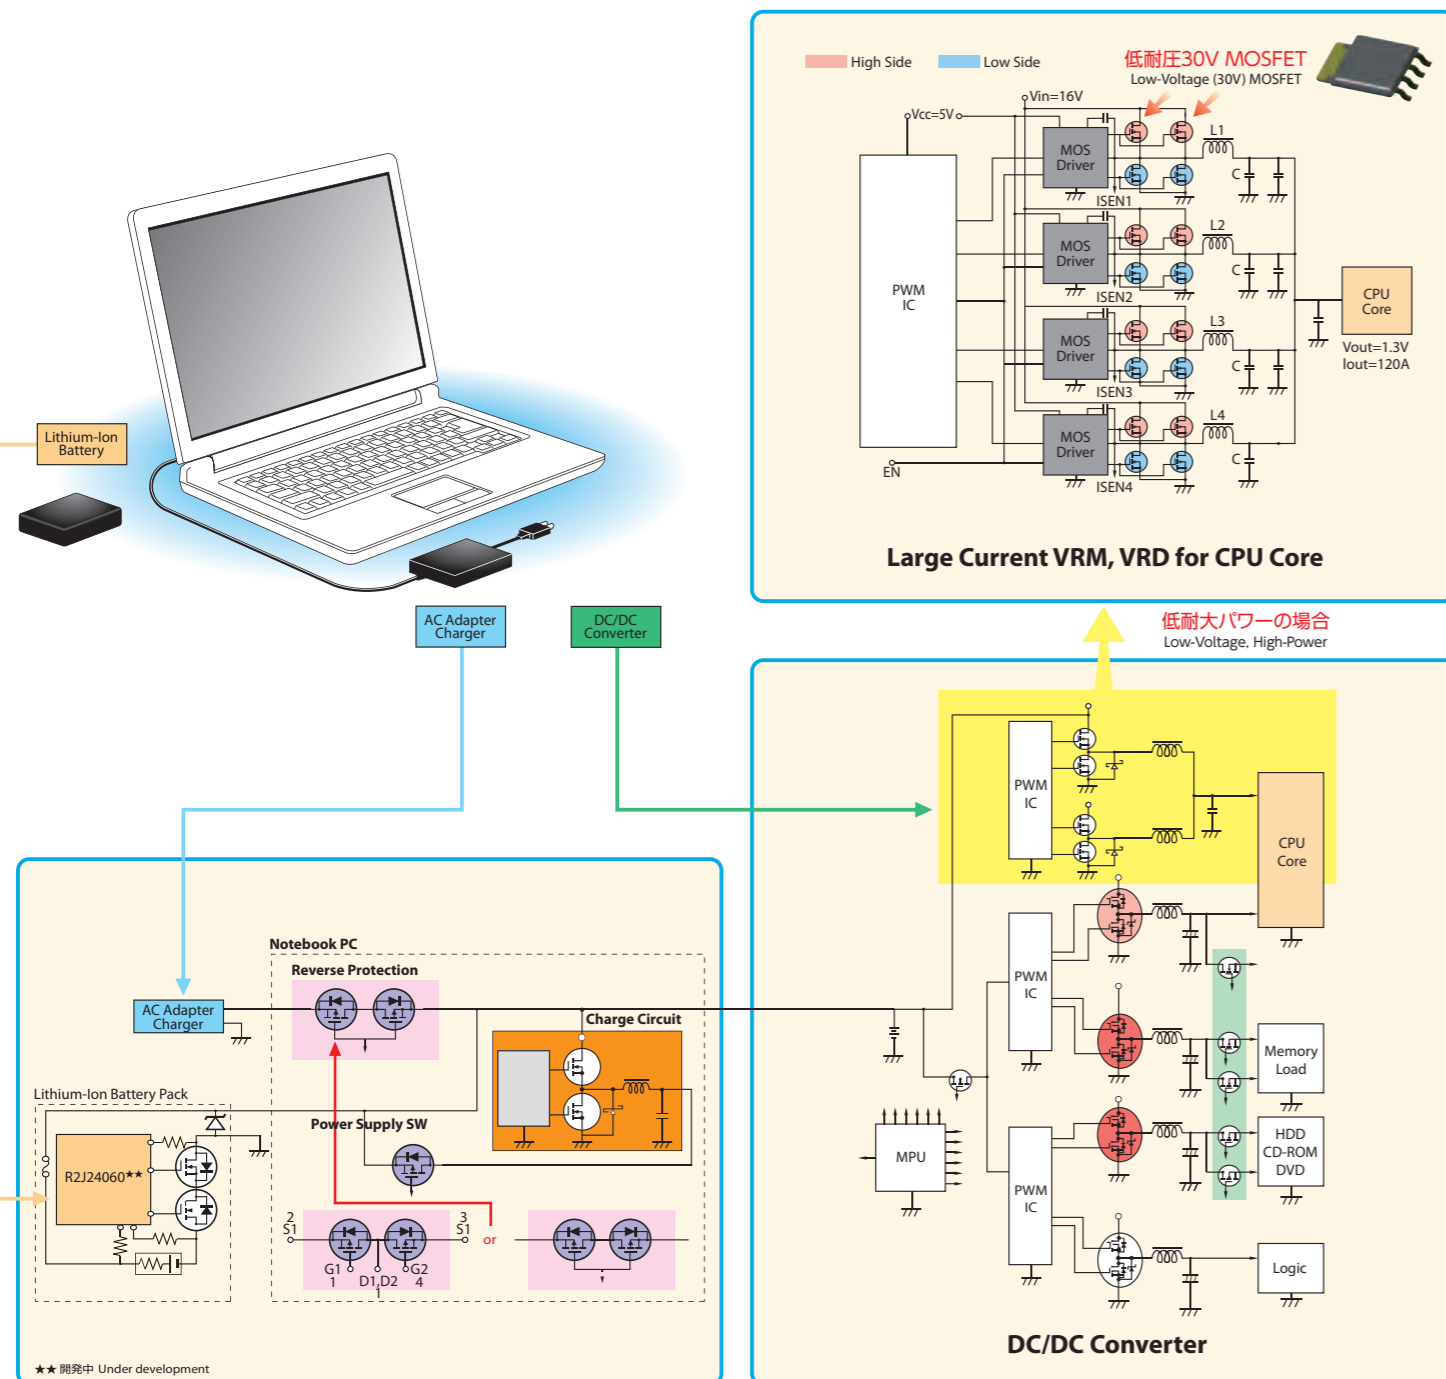 High Side
Low Side
低耐圧30V MOSFET
Low-Voltage (30V) MOSFET
Vin=16V
Vcc=5V
MOS
Driver
L1
C
ISEN1
MOS
Driver
L2
C
ISEN2
PWM
IC
MOS
Driver
L3
C
ISEN3
CPU
Core
Vout=1.3V
Iout=120A
MOS
Driver
L4
C
ISEN4
EN
Large Current VRM, VRD for CPU Core
Lithium-Ion
Battery
AC Adapter
Charger
DC/DC
Converter
低耐大パワーの場合
Low-Voltage, High-Power
PWM
IC
CPU
Core
PWM
IC
Memory
Load
MPU
PWM
IC
HDD
CD-ROM
DVD
Logic
DC/DC Converter
Notebook PC
Reverse Protection
AC Adapter
Charger
Charge Circuit
Lithium-Ion Battery Pack
Power Supply SW
R2J24060★★
2
S1
3
S1
or
G1
1
D1,D2
1
G2
4
★★ 開発中 Under development